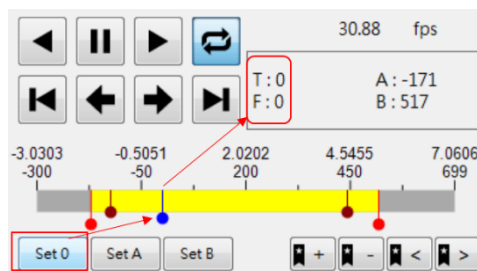 30.88 fps
T : 0 A : -171
F : 0 B : 517
-3.0303 -0.5051 2.0202 4.5455 7.0606
-300 -50 200 450 699
Set 0 Set A Set B + - < >